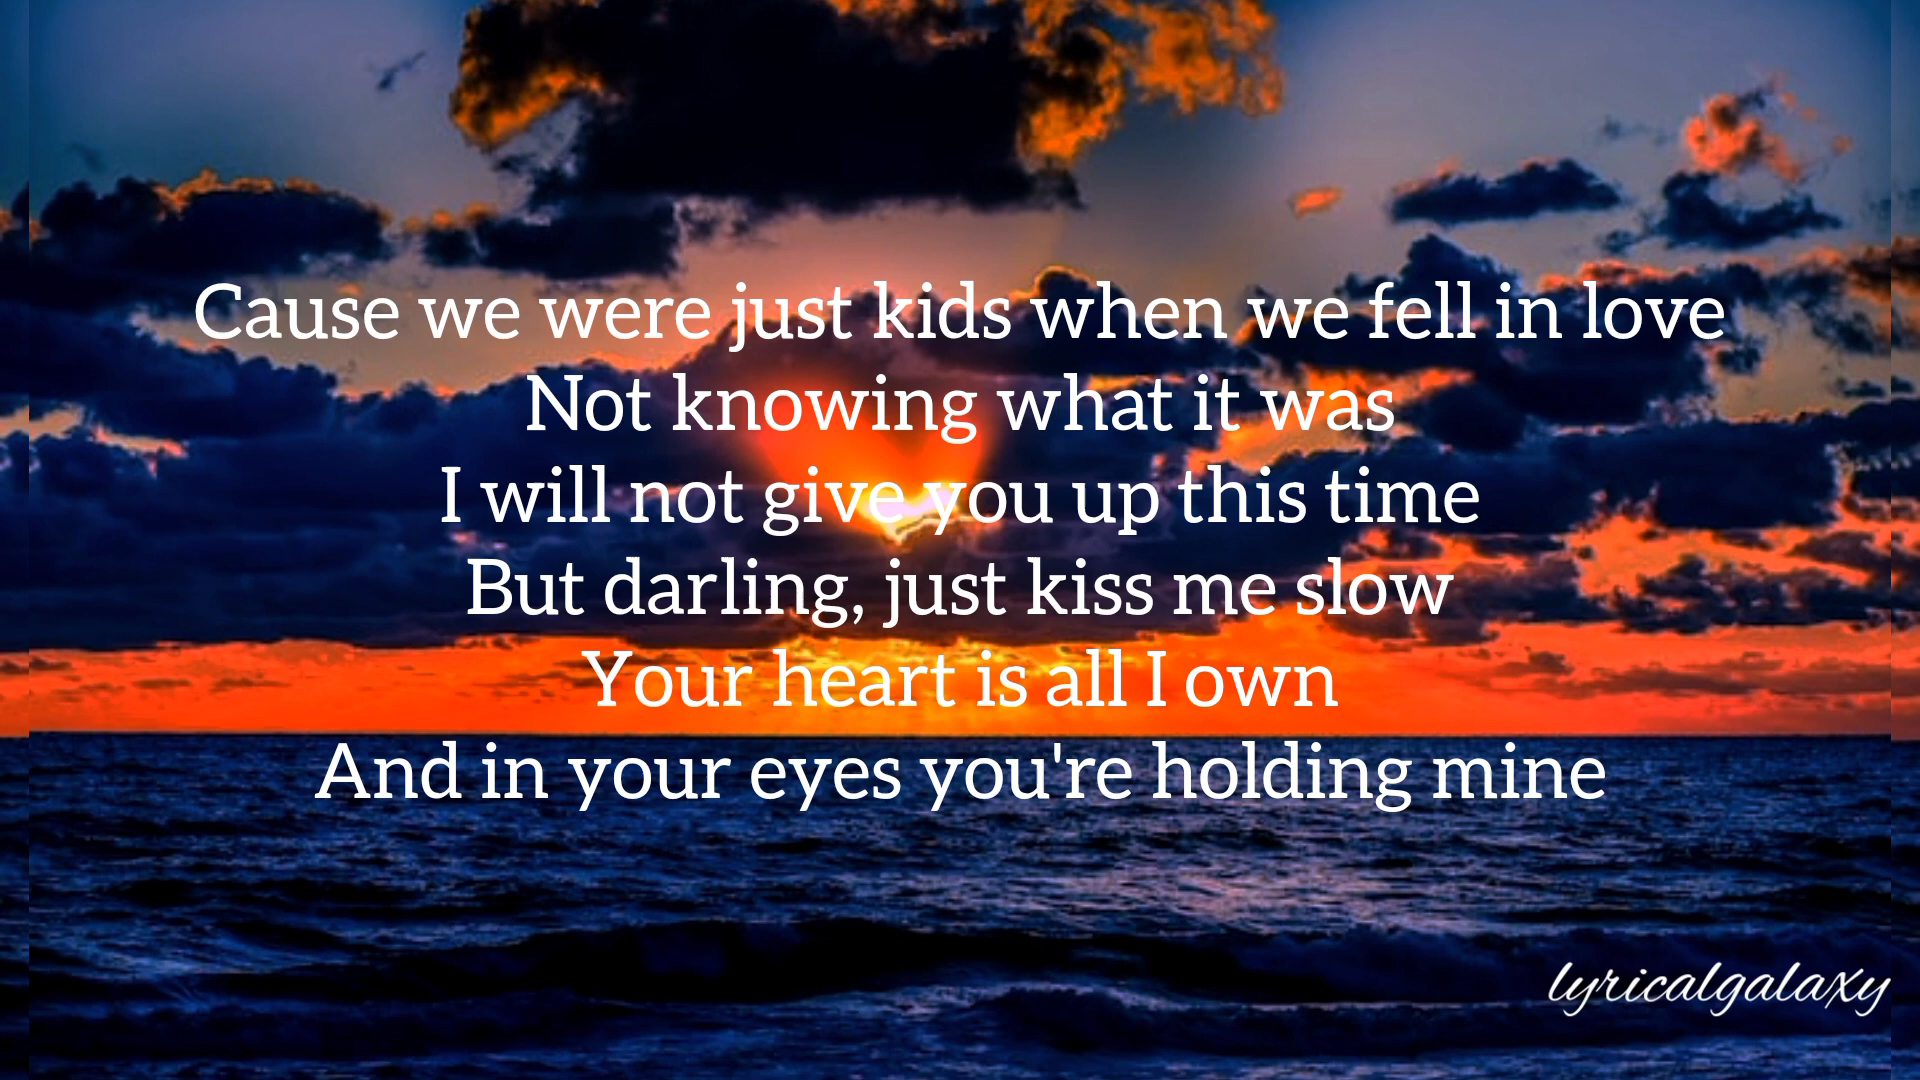 Cause we were just kids when we fell in love
Not knowing what it was
I will not give you up this time
But darling, just kiss me slow
Your heart is all I own
And in your eyes you're holding mine
lyricalgalaxy